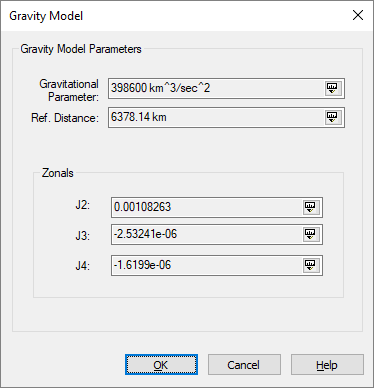 Gravity Model
Gravity Model Parameters
Gravitational
Parameter:
398600 km^3/sec^2
Ref. Distance:
6378.14 km
Zonals
J2:
0.00108263
J3:
-2.53241e-06
J4:
-1.6199e-06
OK
Cancel
Help